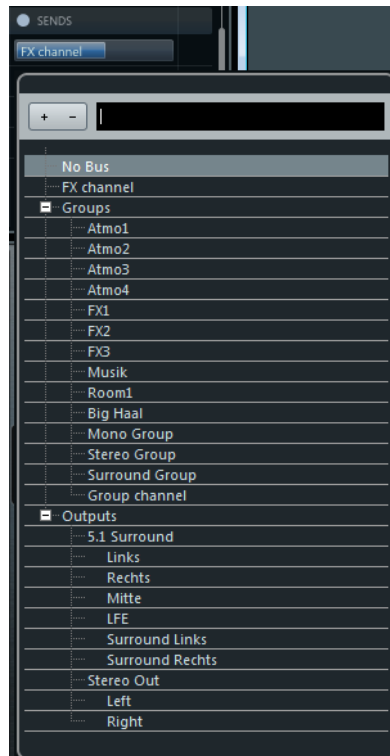 SENDS
FX channel
+ -
No Bus
FX channel
Groups
Atmo1
Atmo2
Atmo3
Atmo4
FX1
FX2
FX3
Musik
Room1
Big Haal
Mono Group
Stereo Group
Surround Group
Group channel
Outputs
5.1 Surround
Links
Rechts
Mitte
LFE
Surround Links
Surround Rechts
Stereo Out
Left
Right